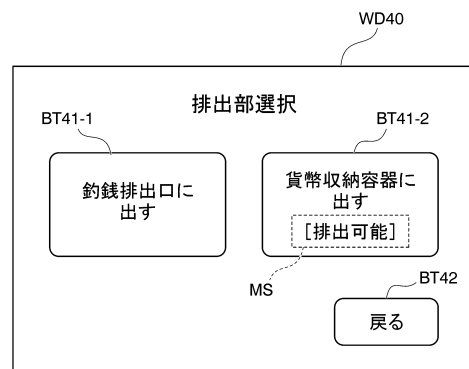 WD40
排出部選択
BT41-1
BT41-2
釣銭排出口に
出す
貨幣収納容器に
出す
[排出可能]
MS
BT42
戻る